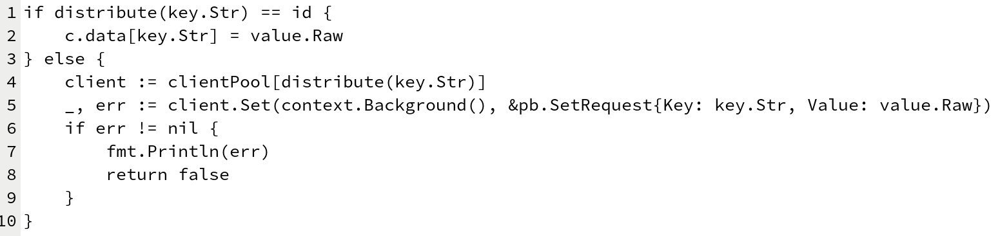 1 if distribute(key.Str) == id {
2     c.data[key.Str] = value.Raw
3 } else {
4     client := clientPool[distribute(key.Str)]
5     _, err := client.Set(context.Background(), &pb.SetRequest{Key: key.Str, Value: value.Raw})
6     if err != nil {
7         fmt.Println(err)
8         return false
9     }
10 }